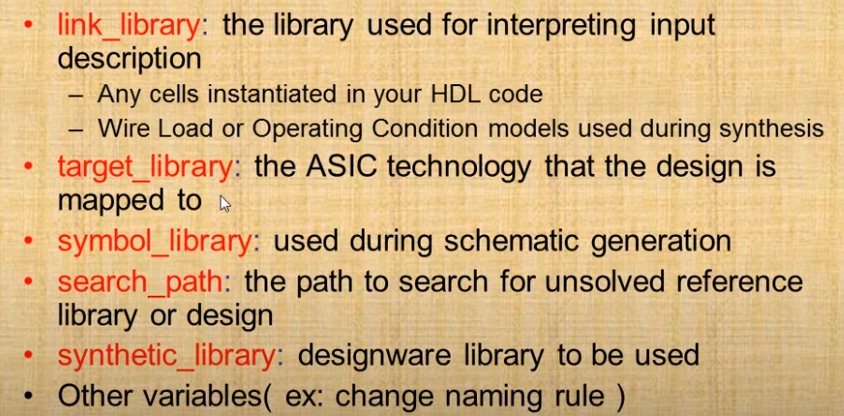 • link_library: the library used for interpreting input
description
– Any cells instantiated in your HDL code
– Wire Load or Operating Condition models used during synthesis
• target_library: the ASIC technology that the design is
mapped to
• symbol_library: used during schematic generation
• search_path: the path to search for unsolved reference
library or design
• synthetic_library: designware library to be used
• Other variables( ex: change naming rule )